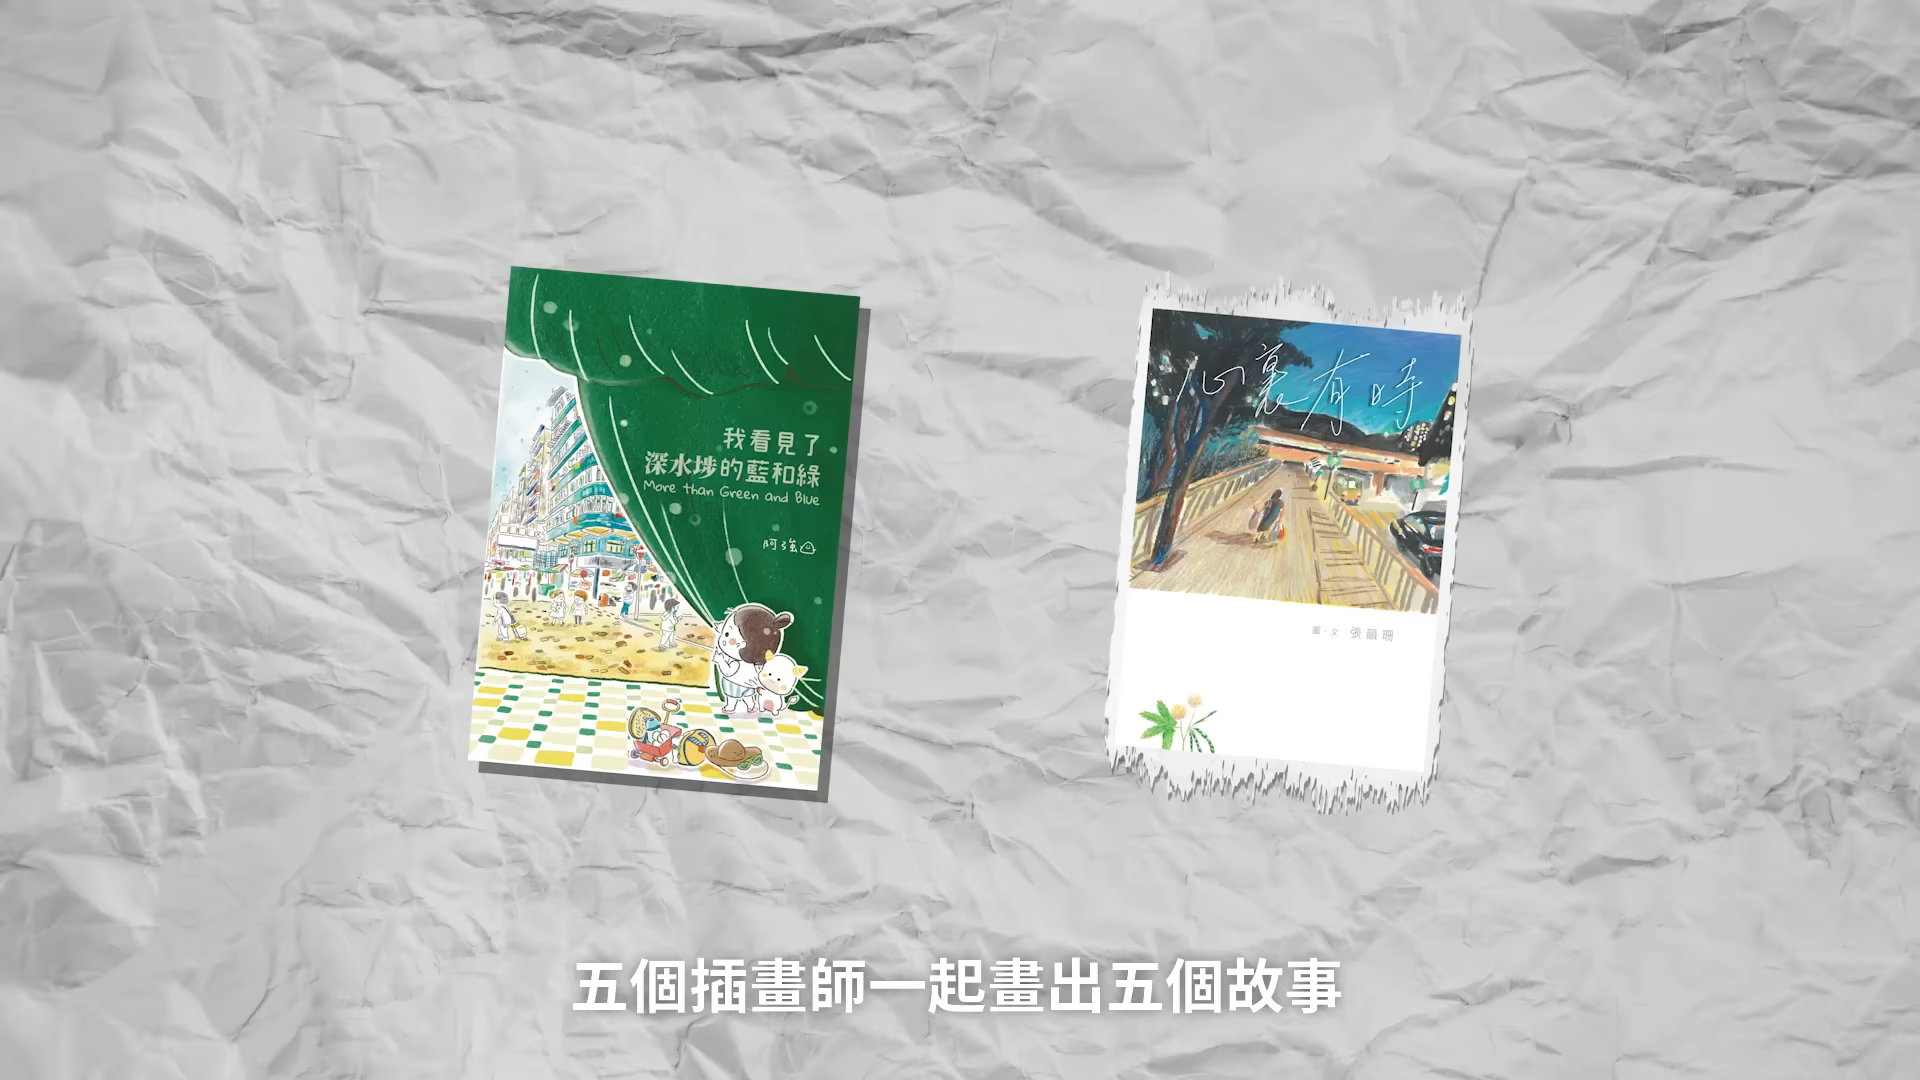 我看見了
深水埗的藍和綠
More than Green and Blue
阿強
心裏有時
圖・文 張韻珊
五個插畫師一起畫出五個故事